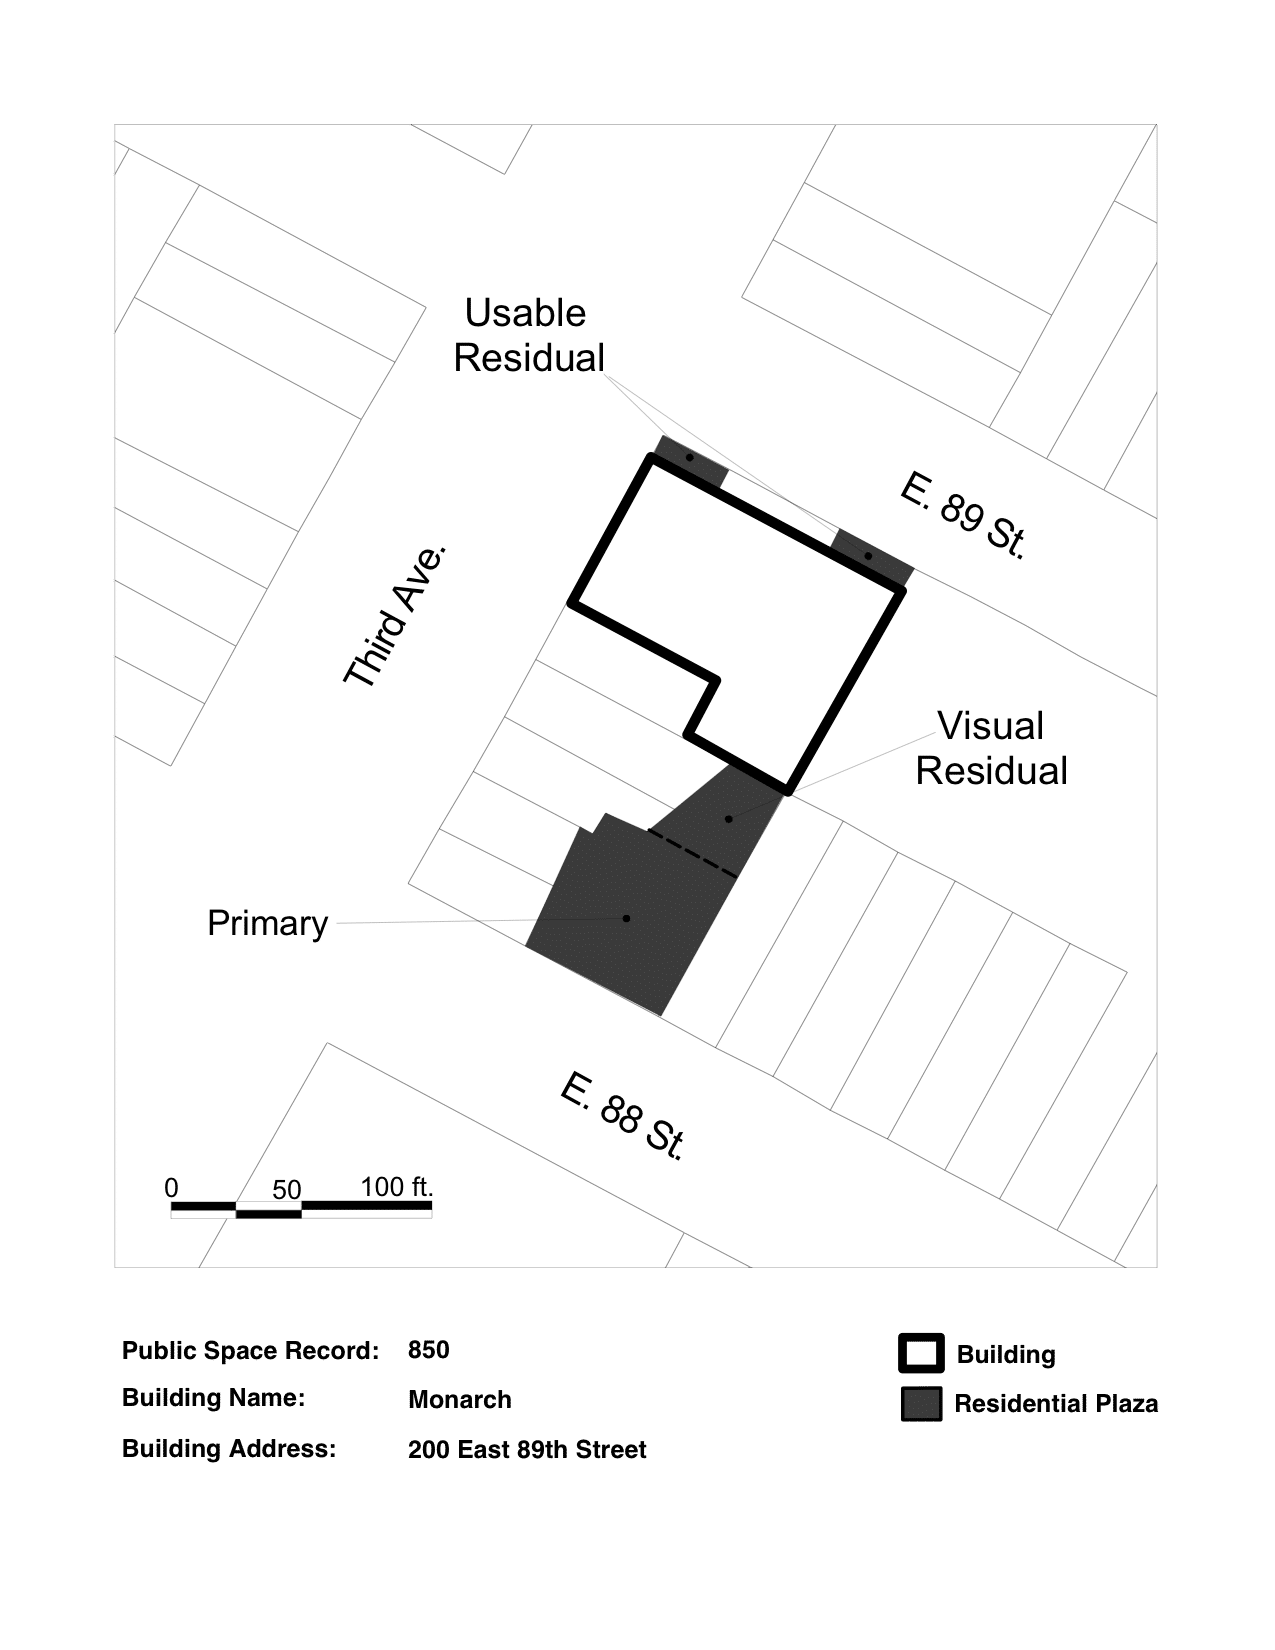 Usable
Residual
E. 89 St.
Third Ave.
Visual
Residual
Primary
E. 88 St.
0 50 100 ft.
Public Space Record: 850
Building Name: Monarch
Building Address: 200 East 89th Street
Building
Residential Plaza